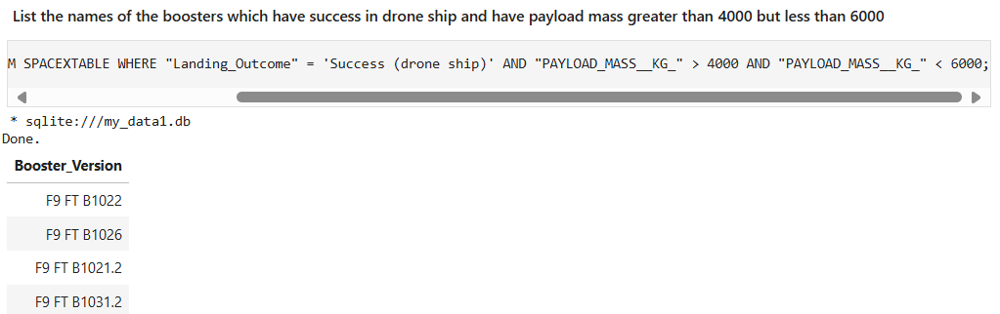 List the names of the boosters which have success in drone ship and have payload mass greater than 4000 but less than 6000
M SPACEXTABLE WHERE "Landing_Outcome" = 'Success (drone ship)' AND "PAYLOAD_MASS__KG_" > 4000 AND "PAYLOAD_MASS__KG_" < 6000;
* sqlite:///my_data1.db
Done.
Booster_Version
F9 FT B1022
F9 FT B1026
F9 FT B1021.2
F9 FT B1031.2